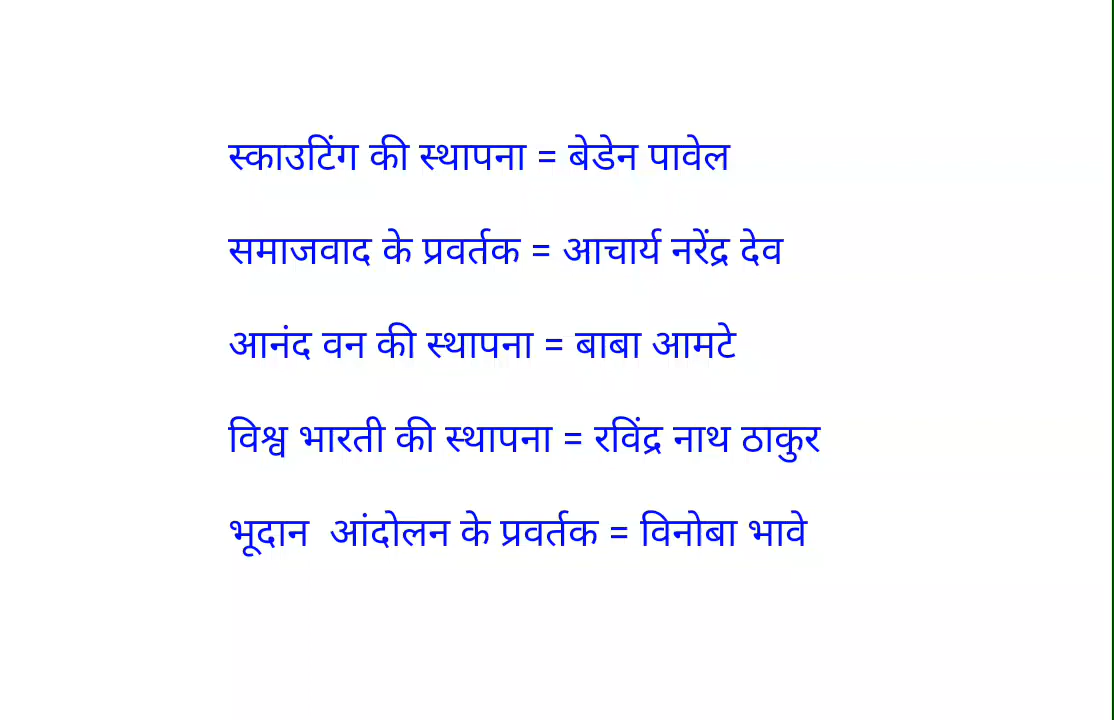 स्काउटिंग की स्थापना = बेडेन पावेल
समाजवाद के प्रवर्तक = आचार्य नरेंद्र देव
आनंद वन की स्थापना = बाबा आमटे
विश्व भारती की स्थापना = रविंद्र नाथ ठाकुर
भूदान  आंदोलन के प्रवर्तक = विनोबा भावे